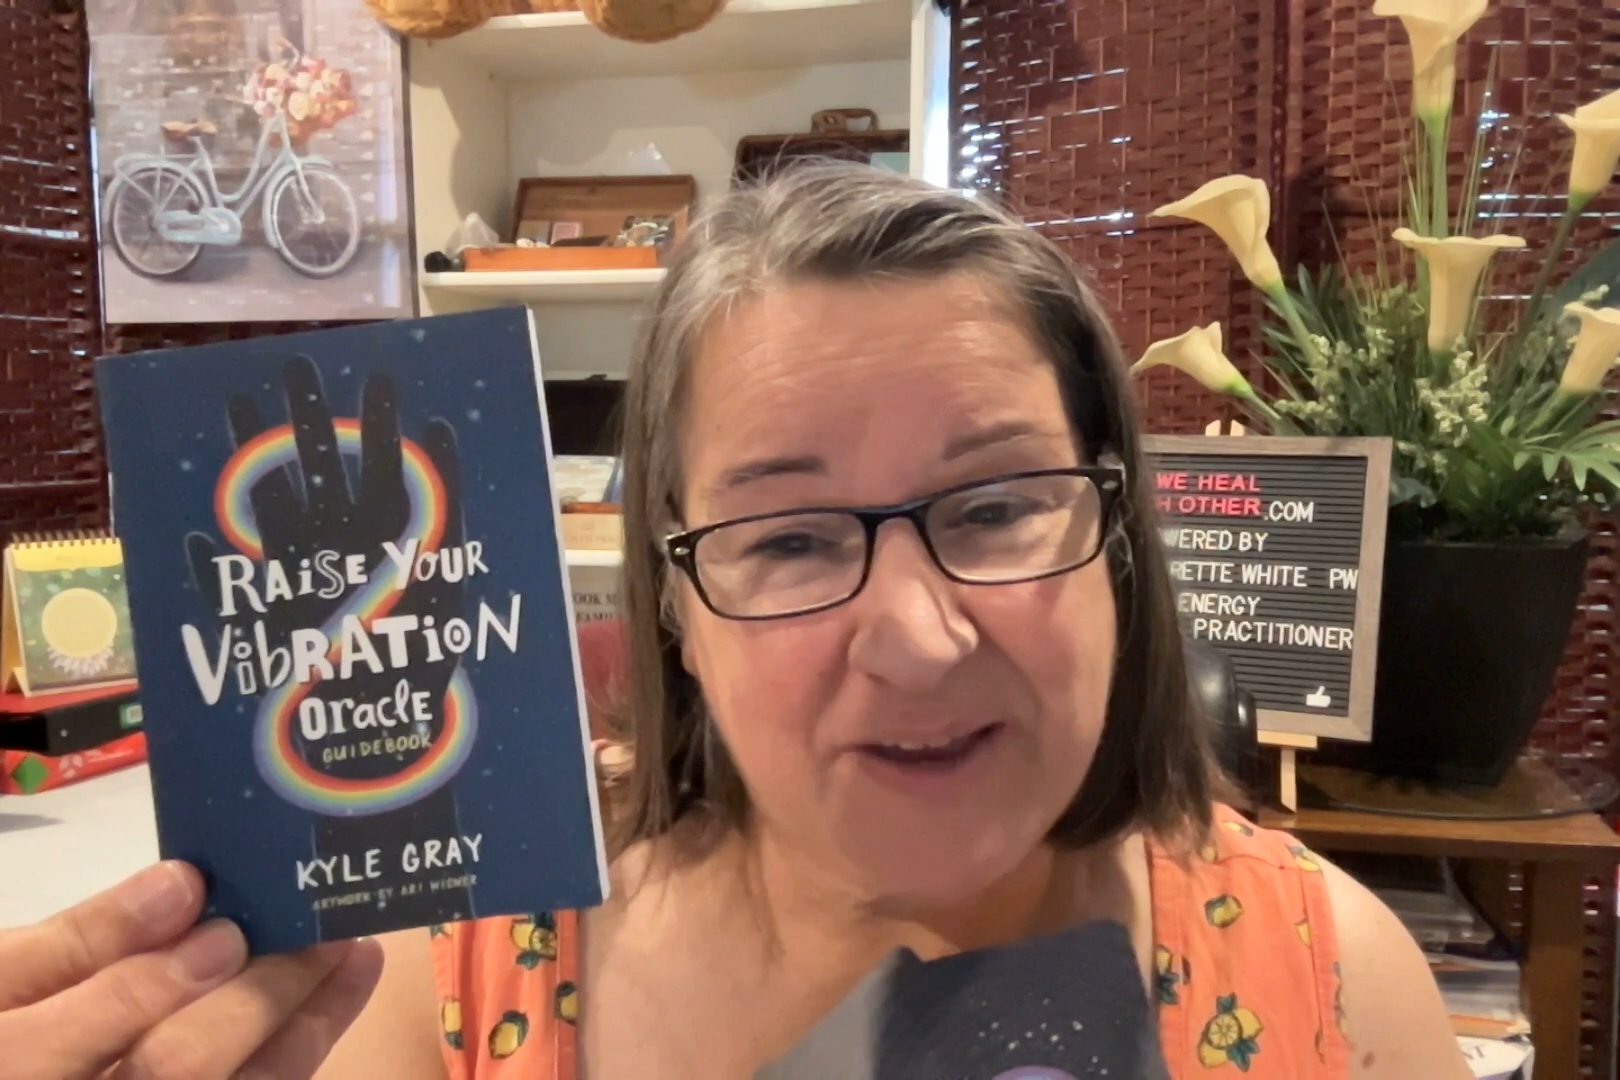 RAISE YOUR
VIBRATION
ORACLE
GUIDEBOOK
KYLE GRAY
ARTWORK BY ARI WISNER
WE HEAL
H OTHER.COM
WERED BY
RETTE WHITE PW
ENERGY
PRACTITIONER